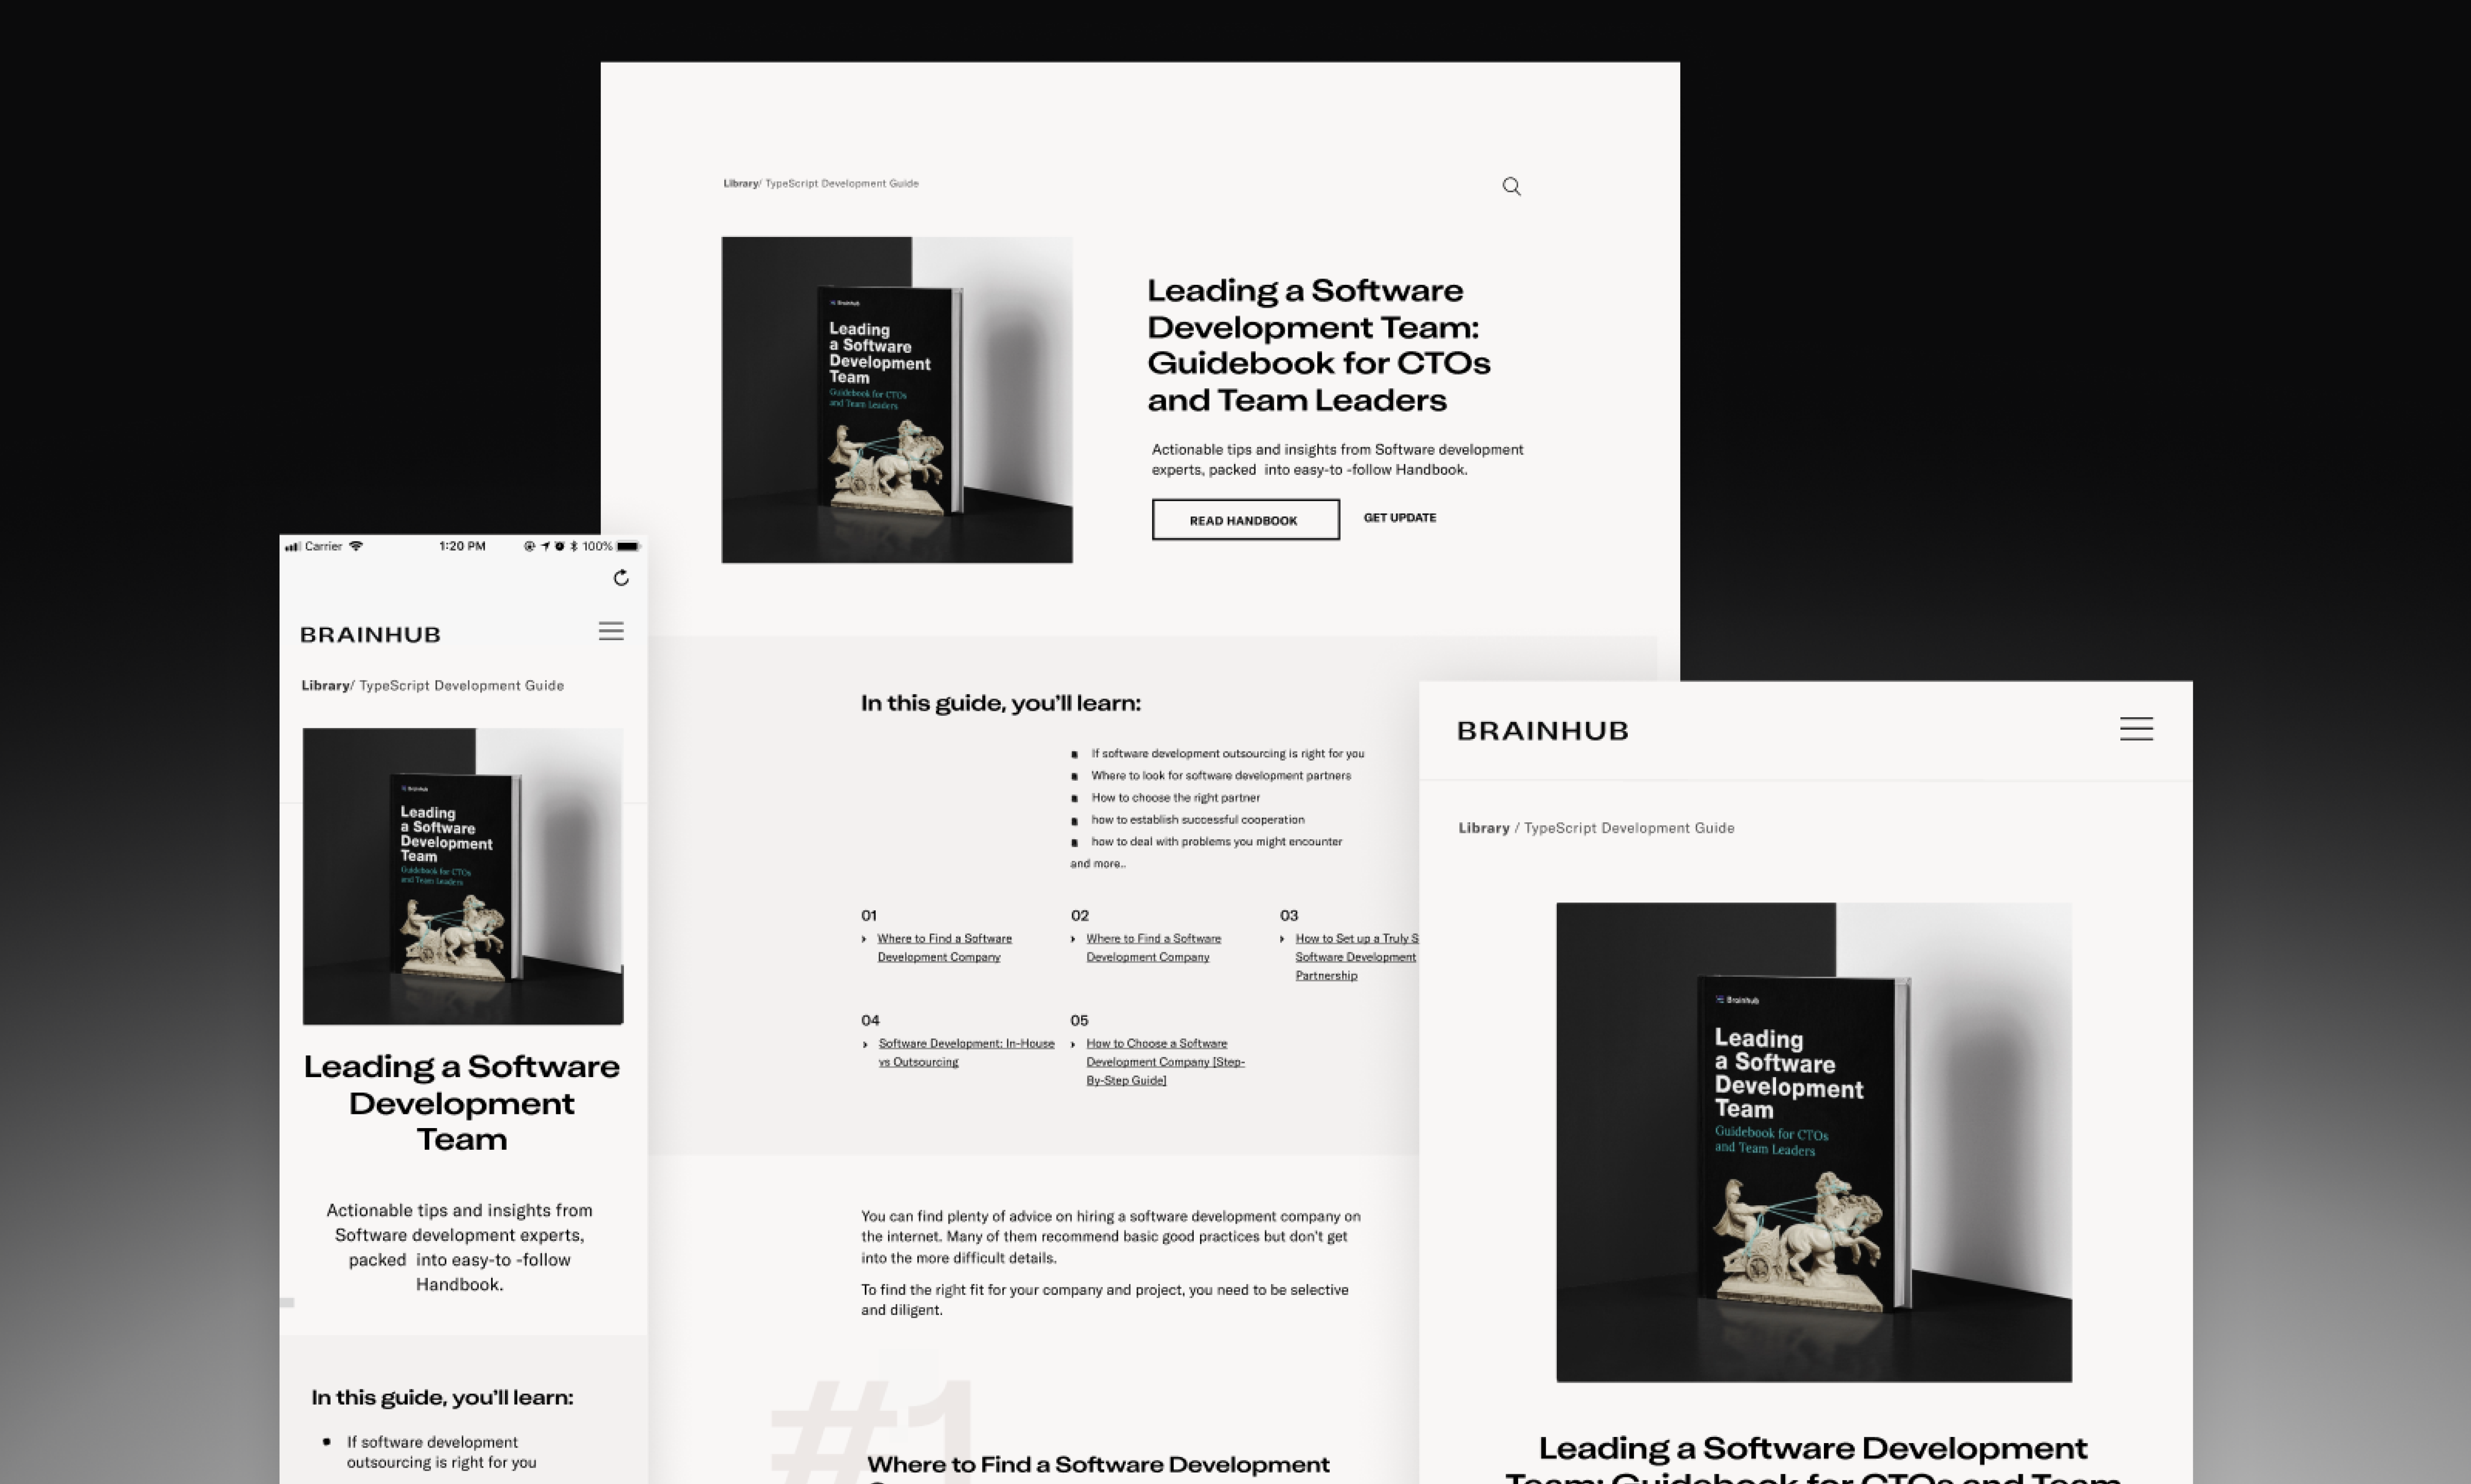 Library/ TypeScript Development Guide
Brainhub
Leading
a Software
Development
Team
Guidebook for CTOs
and Team Leaders
Leading a Software
Development Team:
Guidebook for CTOs
and Team Leaders
Actionable tips and insights from Software development
experts, packed  into easy-to -follow Handbook.
READ HANDBOOK
GET UPDATE
In this guide, you'll learn:
If software development outsourcing is right for you
Where to look for software development partners
How to choose the right partner
how to establish successful cooperation
how to deal with problems you might encounter
and more..
01
Where to Find a Software
Development Company
02
Where to Find a Software
Development Company
03
How to Set up a Truly S
Software Development
Partnership
04
Software Development: In-House
vs Outsourcing
05
How to Choose a Software
Development Company [Step-
By-Step Guide]
You can find plenty of advice on hiring a software development company on
the internet. Many of them recommend basic good practices but don't get
into the more difficult details.
To find the right fit for your company and project, you need to be selective
and diligent.
#1
Where to Find a Software Development
Carrier 1:20 PM 100%
BRAINHUB
Library/ TypeScript Development Guide
Brainhub
Leading
a Software
Development
Team
Guidebook for CTOs
and Team Leaders
Leading a Software
Development
Team
Actionable tips and insights from
Software development experts,
packed  into easy-to -follow
Handbook.
In this guide, you'll learn:
If software development
outsourcing is right for you
BRAINHUB
Library / TypeScript Development Guide
Brainhub
Leading
a Software
Development
Team
Guidebook for CTOs
and Team Leaders
Leading a Software Development
Team: Guidebook for CTOs and Team